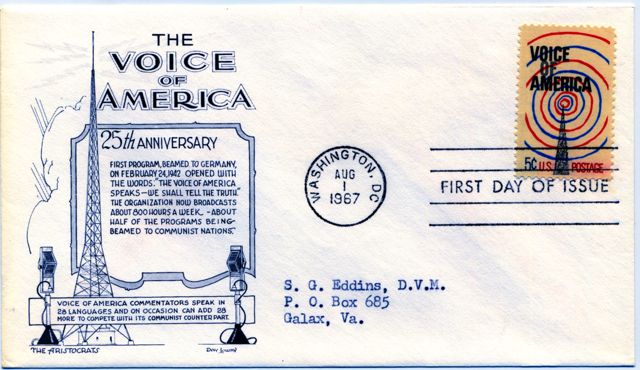 THE
VOICE
OF
AMERICA
25th ANNIVERSARY
FIRST PROGRAM, BEAMED TO GERMANY,
ON FEBRUARY 24, 1942 OPENED WITH
THE WORDS. "THE VOICE OF AMERICA
SPEAKS-WE SHALL TELL THE TRUTH."
THE ORGANIZATION NOW BROADCASTS
ABOUT 800 HOURS A WEEK, - ABOUT
HALF OF THE PROGRAMS BEING-
BEAMED TO COMMUNIST NATIONS."
VOICE OF AMERICA COMMENTATORS SPEAK IN
28 LANGUAGES AND ON OCCASION CAN ADD 28
MORE TO COMPETE WITH ITS COMMUNIST COUNTERPART.
THE ARISTOCRATS
WASHINGTON, DC
AUG
1
1967
VOICE
OF
AMERICA
5¢ U.S. POSTAGE
FIRST DAY OF ISSUE
S. G. Eddins, D.V.M.
P. O. Box 685
Galax, Va.